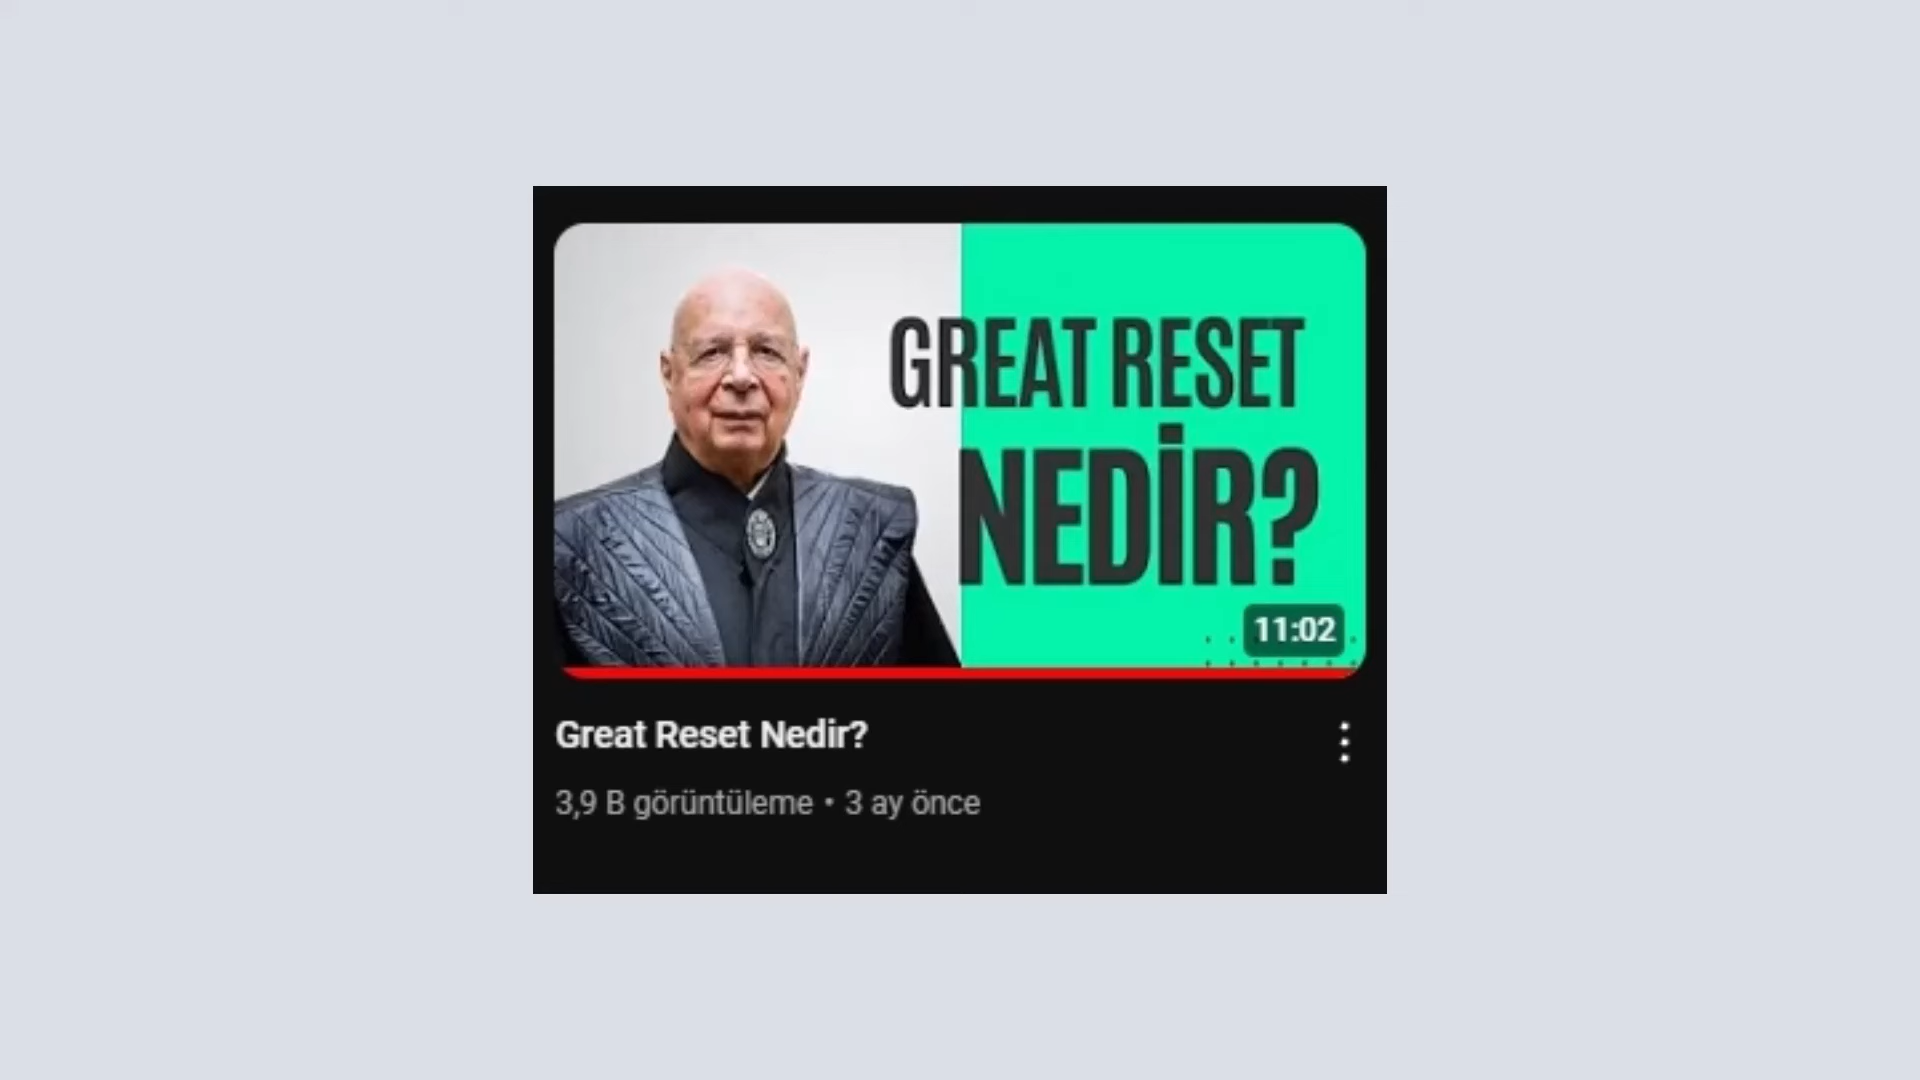 GREAT RESET
NEDİR?
11:02
Great Reset Nedir?
3,9 B görüntüleme • 3 ay önce